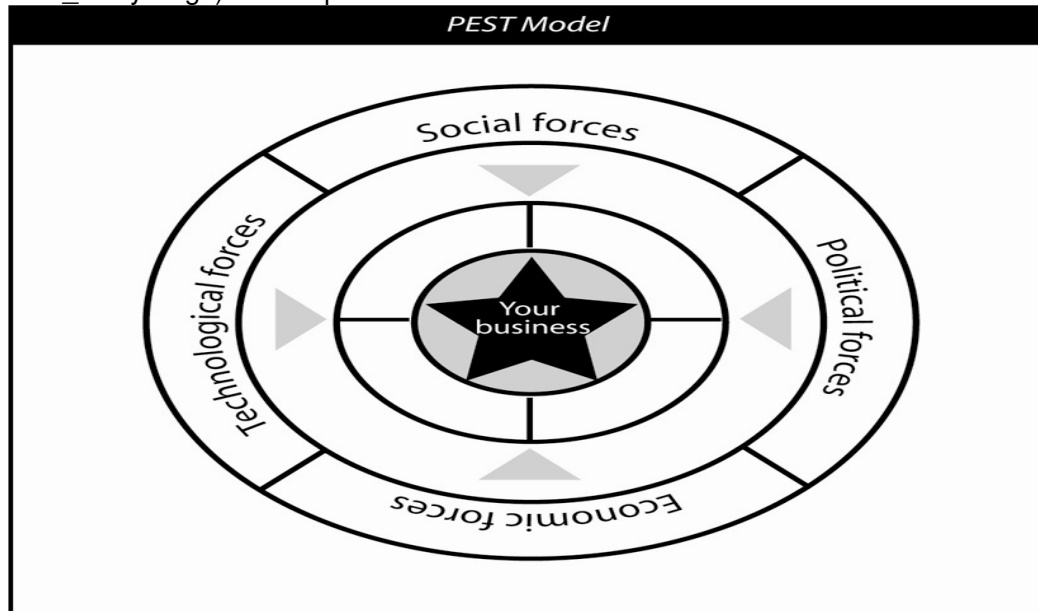 PEST Model
Social forces
Technological forces
Political forces
Your
business
Economic forces